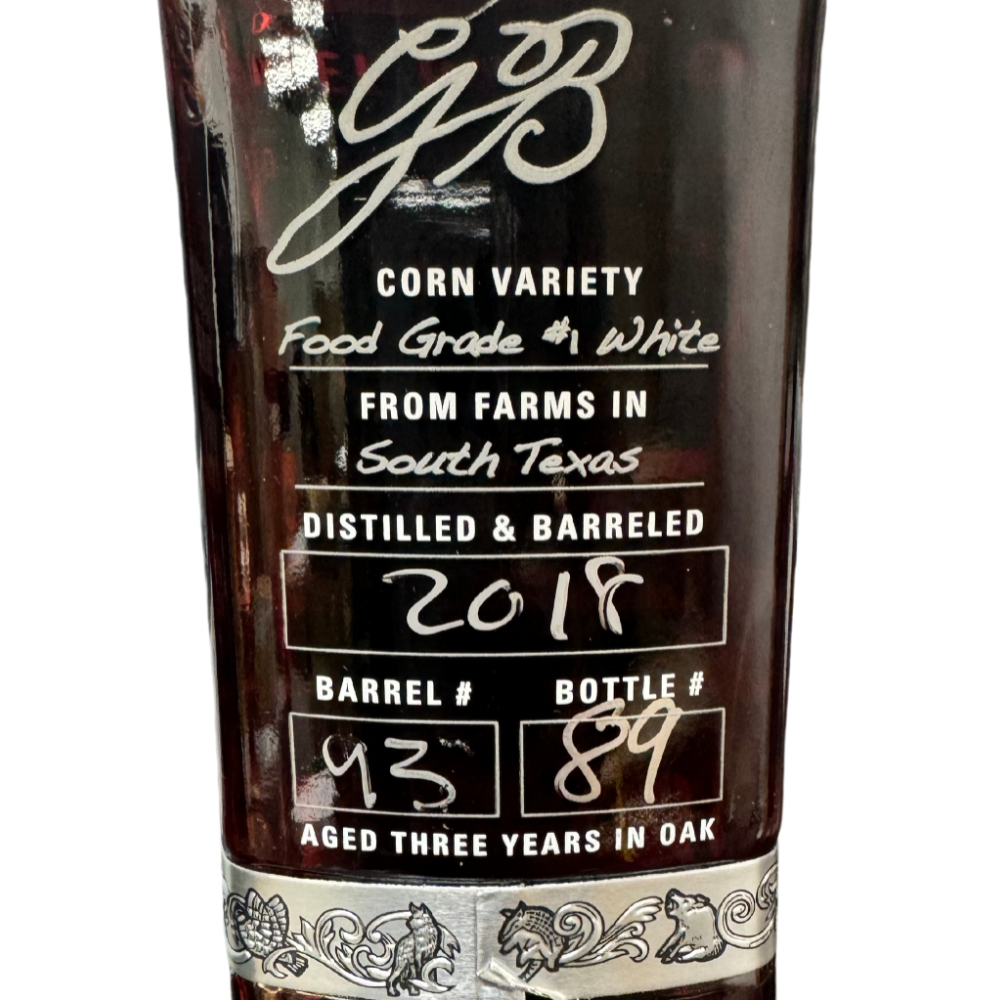 GB
CORN VARIETY
Food Grade #1 White
FROM FARMS IN
South Texas
DISTILLED & BARRELED
2018
BARREL # BOTTLE #
93 89
AGED THREE YEARS IN OAK